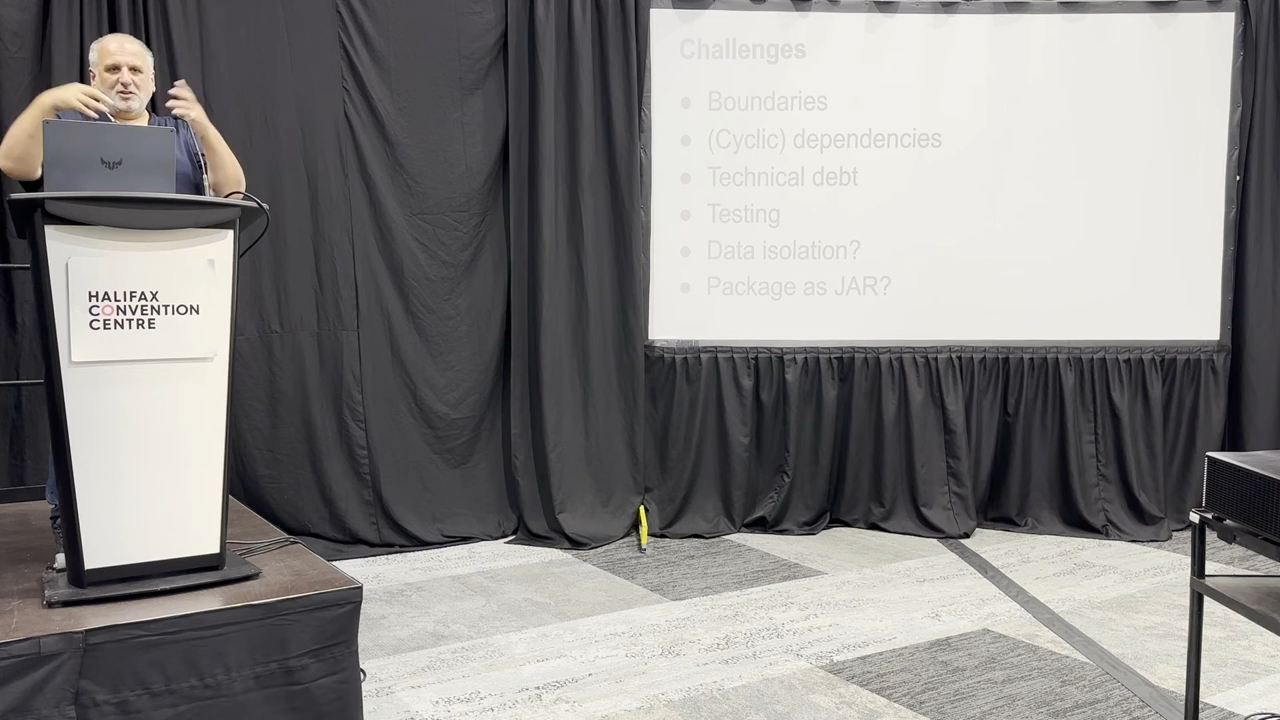 Challenges
Boundaries
(Cyclic) dependencies
Technical debt
Testing
Data isolation?
Package as JAR?
HALIFAX
CONVENTION
CENTRE